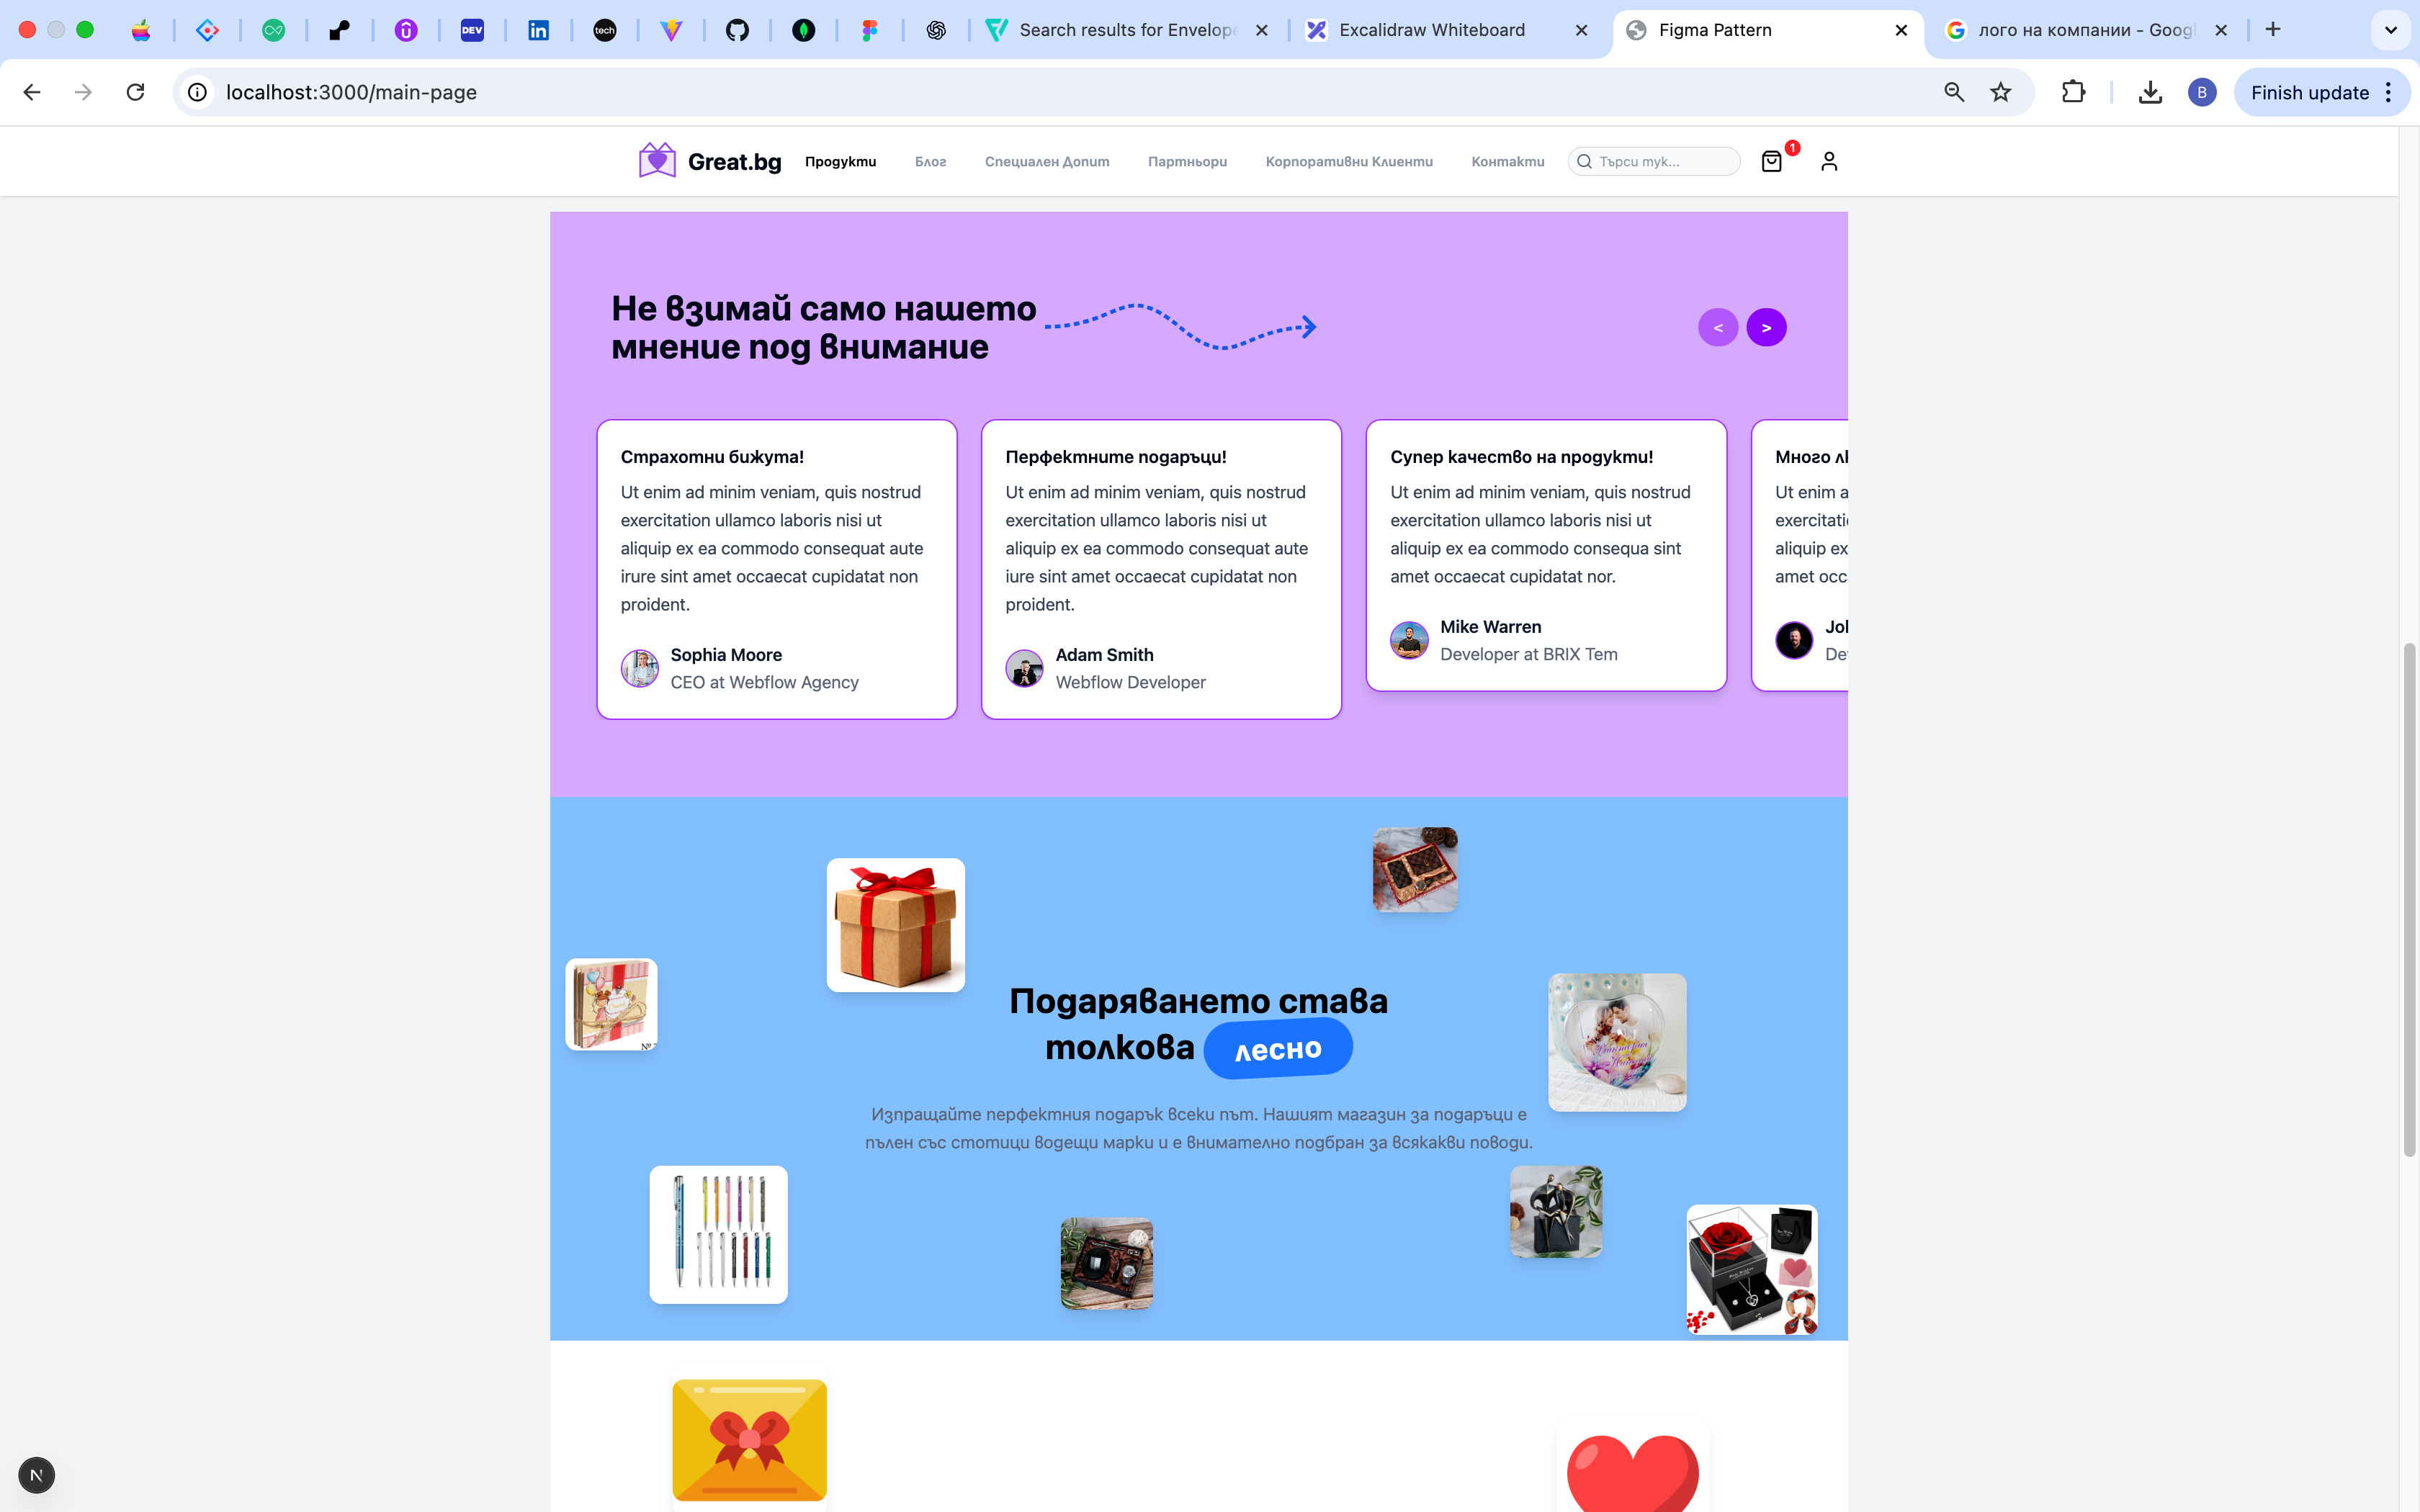 DEV
tech
Search results for Envelop
Excalidraw Whiteboard
Figma Pattern
лого на компании - Goog
localhost:3000/main-page
B
Finish update
Great.bg
Продукти
Блог
Специален Допит
Партньори
Корпоративни Клиенти
Контакти
Търси тук...
1
Не взимай само нашето
мнение под внимание
<
>
Страхотни бижута!
Ut enim ad minim veniam, quis nostrud
exercitation ullamco laboris nisi ut
aliquip ex ea commodo consequat aute
irure sint amet occaecat cupidatat non
proident.
Sophia Moore
CEO at Webflow Agency
Перфектните подаръци!
Ut enim ad minim veniam, quis nostrud
exercitation ullamco laboris nisi ut
aliquip ex ea commodo consequat aute
iure sint amet occaecat cupidatat non
proident.
Adam Smith
Webflow Developer
Супер качество на продукти!
Ut enim ad minim veniam, quis nostrud
exercitation ullamco laboris nisi ut
aliquip ex ea commodo consequa sint
amet occaecat cupidatat nor.
Mike Warren
Developer at BRIX Tem
Много
Ut enim a
exercitati
aliquip ex
amet occ
Подаряването става
толкова лесно
Изпращайте перфектния подарък всеки път. Нашият магазин за подаръци е
пълен със стотици водещи марки и е внимателно подбран за всякакви поводи.
N